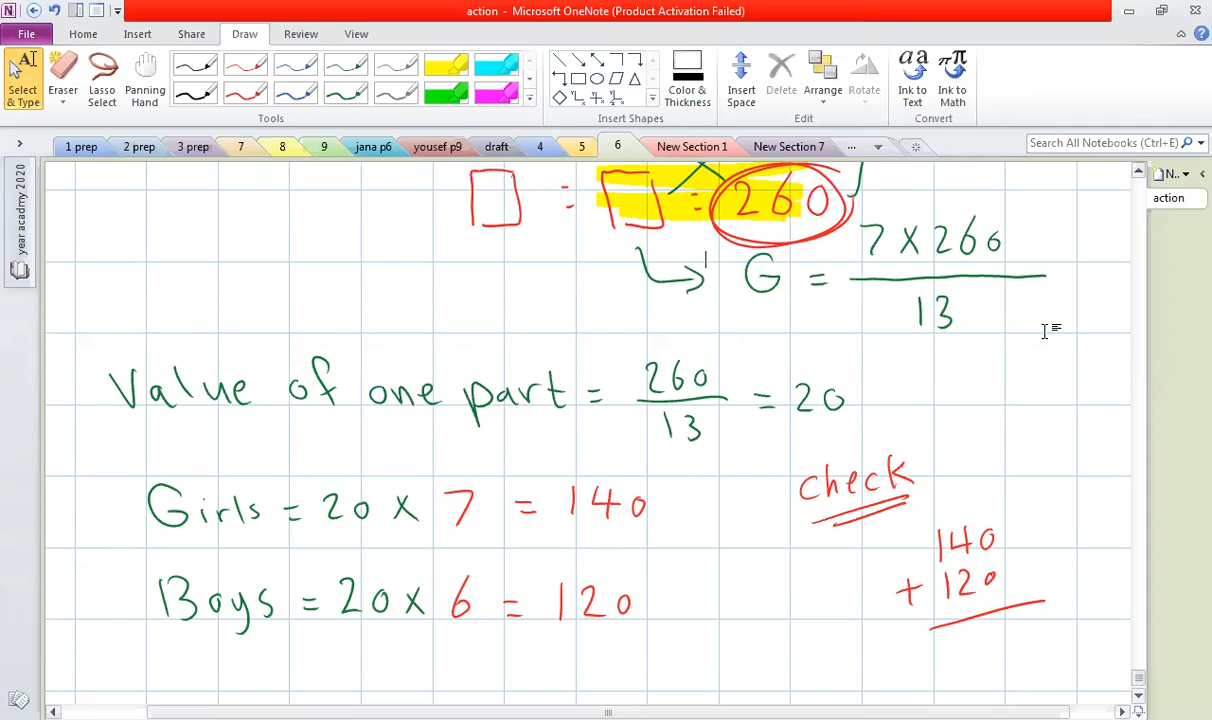 action - Microsoft OneNote (Product Activation Failed)
File Home Insert Share Draw Review View
Select & Type Eraser Lasso Select Panning Hand Color & Thickness Insert Space Delete Arrange Rotate Ink to Text Ink to Math
Tools Insert Shapes Edit Convert
1 prep 2 prep 3 prep 7 8 9 jana p6 yousef p9 draft 4 5 6 New Section 1 New Section 7 ... Search All Notebooks (Ctrl+E)
year acadmy 2020
N..
action
: : 260
G = 7 × 260
13
Value of one part = 260 / 13 = 20
Girls = 20 × 7 = 140
check
140
+ 120
Boys = 20 × 6 = 120